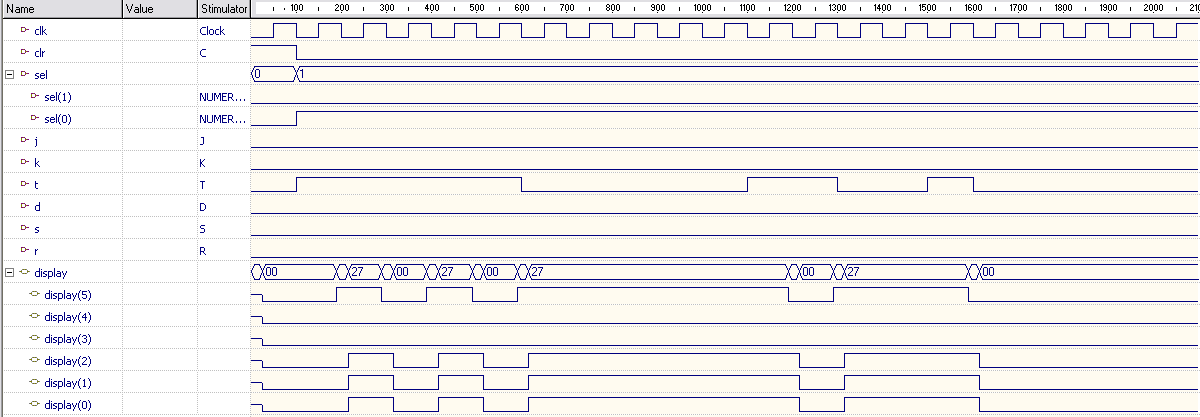 Name Value Stimulator 100 200 300 400 500 600 700 800 900 1000 1100 1200 1300 1400 1500 1600 1700 1800 1900 2000
clk Clock
clr C
sel 0 1
sel(1) NUMER...
sel(0) NUMER...
j J
k K
t T
d D
s S
r R
display 00 27 00 27 00 27 00 27 00
display(5)
display(4)
display(3)
display(2)
display(1)
display(0)